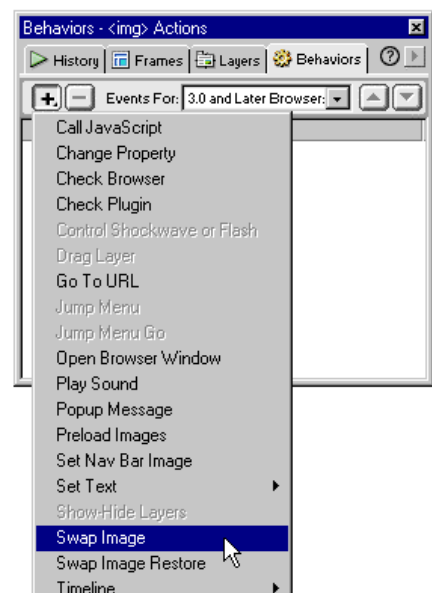 Behaviors - <img> Actions
History Frames Layers Behaviors
Events For: 3.0 and Later Browser:
Call JavaScript
Change Property
Check Browser
Check Plugin
Control Shockwave or Flash
Drag Layer
Go To URL
Jump Menu
Jump Menu Go
Open Browser Window
Play Sound
Popup Message
Preload Images
Set Nav Bar Image
Set Text
Show-Hide Layers
Swap Image
Swap Image Restore
Timeline